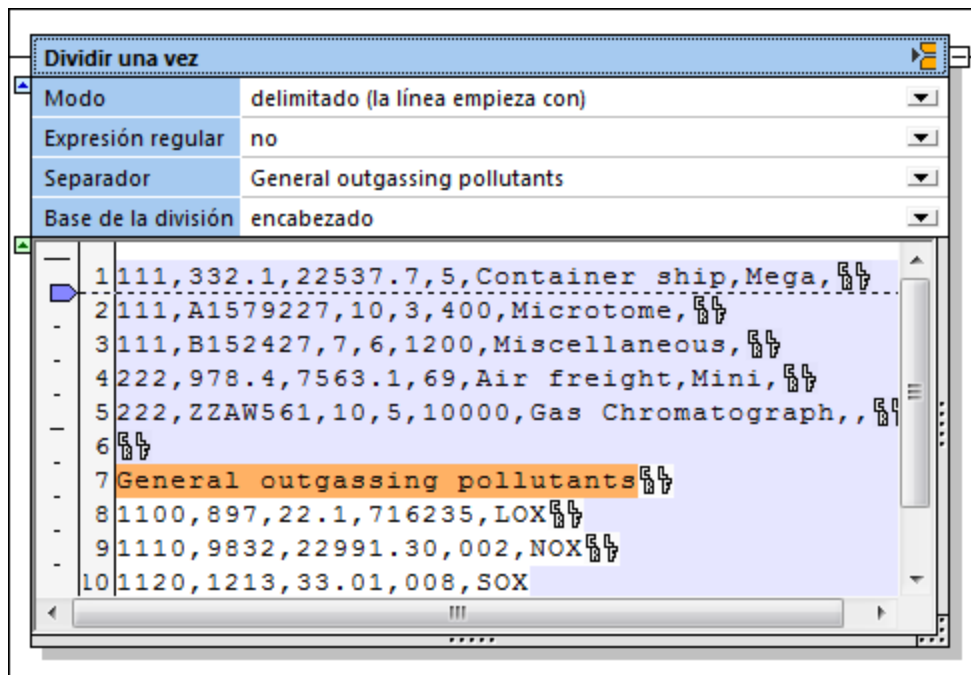 Dividir una vez
Modo delimitado (la línea empieza con)
Expresión regular no
Separador General outgassing pollutants
Base de la división encabezado
1 111,332.1,22537.7,5,Container ship,Mega,
2 111,A1579227,10,3,400,Microtome,
3 111,B152427,7,6,1200,Miscellaneous,
4 222,978.4,7563.1,69,Air freight,Mini,
5 222,ZZAW561,10,5,10000,Gas Chromatograph,,
6
7 General outgassing pollutants
8 1100,897,22.1,716235,LOX
9 1110,9832,22991.30,002,NOX
10 1120,1213,33.01,008,SOX